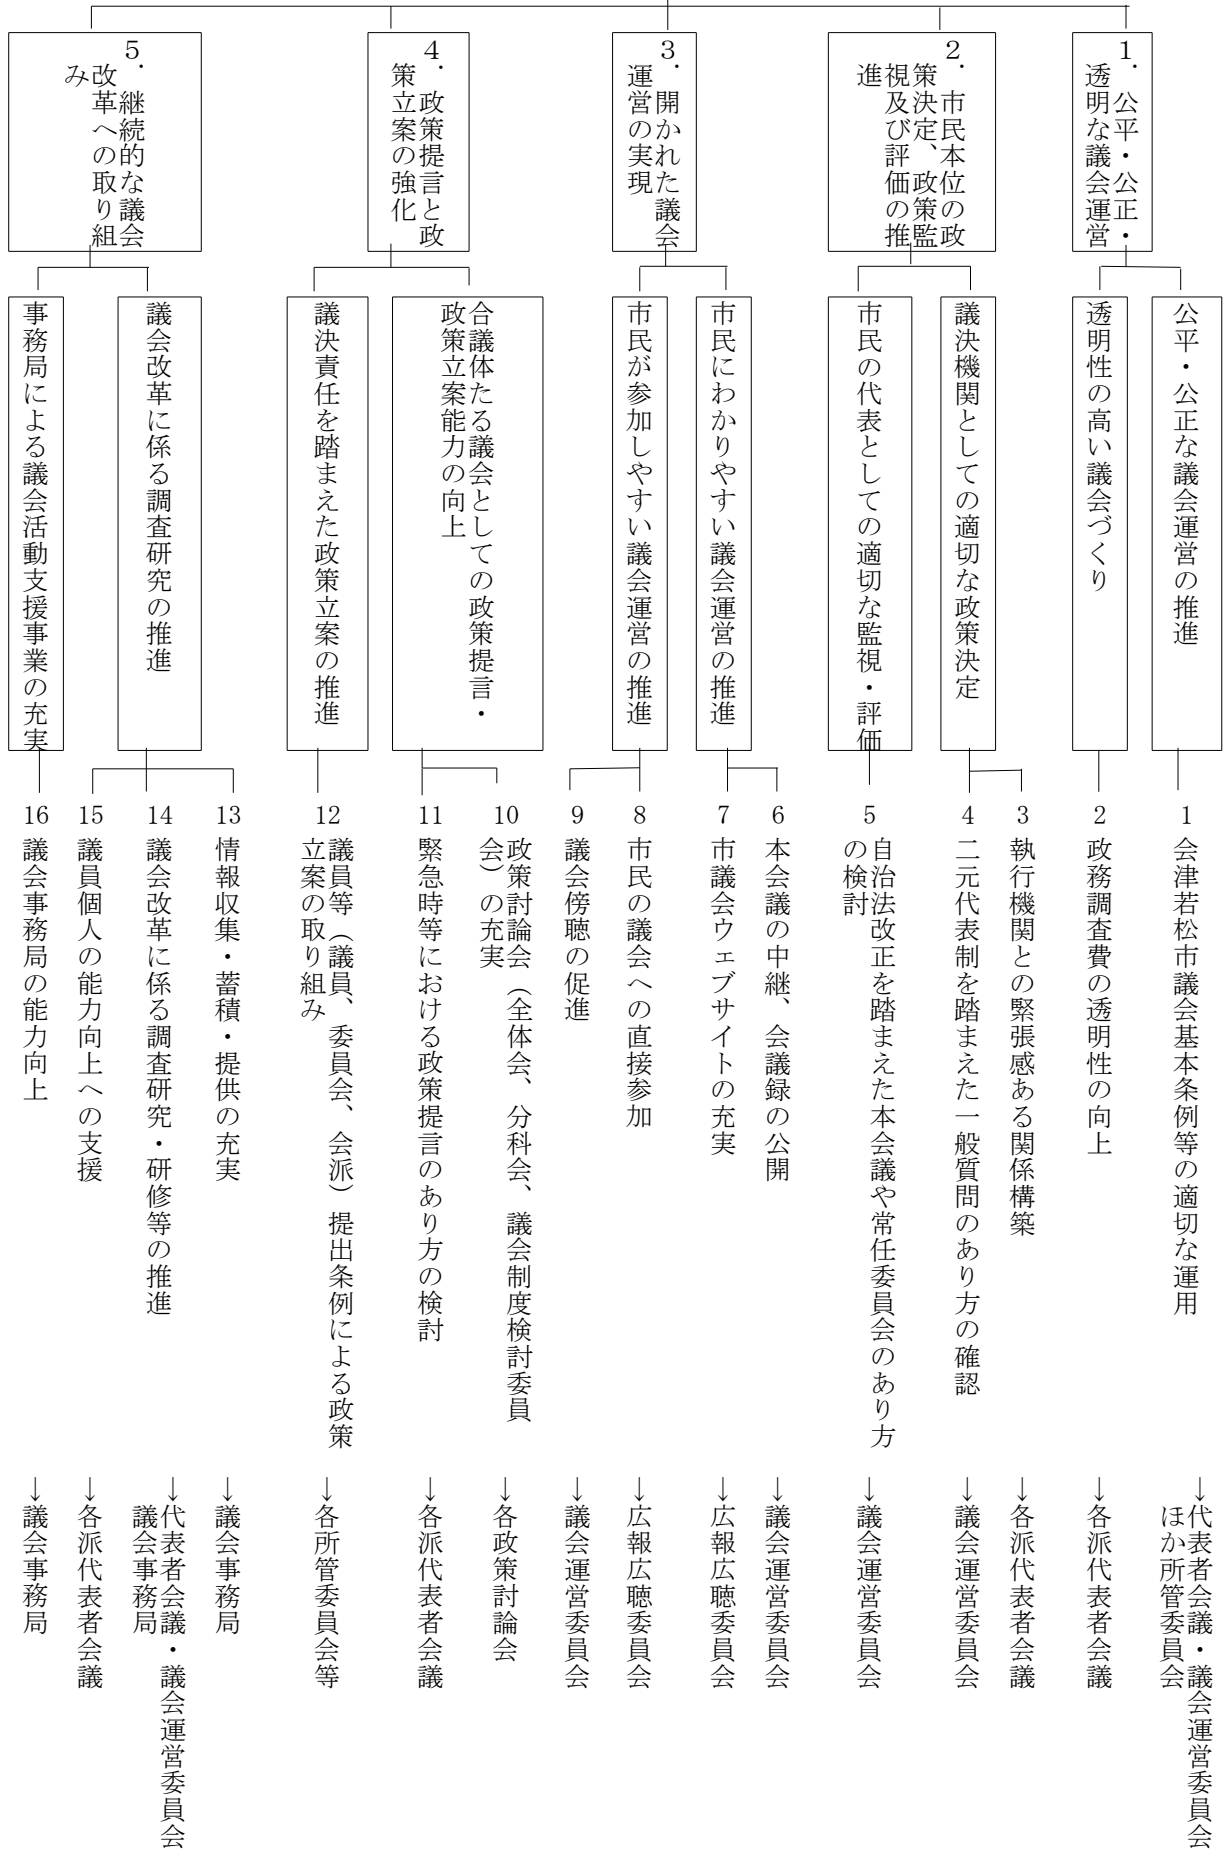 １．公平・公正・
透明な議会運営
２．市民本位の政
策決定、政策監
視及び評価の推
進
３．開かれた議会
運営の実現
４．政策提言と政
策立案の強化
５．継続的な議会
改革への取り組
み
公平・公正な議会運営の推進
透明性の高い議会づくり
議決機関としての適切な政策決定
市民の代表としての適切な監視・評価
市民にわかりやすい議会運営の推進
市民が参加しやすい議会運営の推進
合議体たる議会としての政策提言・
政策立案能力の向上
議決責任を踏まえた政策立案の推進
議会改革に係る調査研究の推進
事務局による議会活動支援事業の充実
1 会津若松市議会基本条例等の適切な運用
2 政務調査費の透明性の向上
3 執行機関との緊張感ある関係構築
4 二元代表制を踏まえた一般質問のあり方の確認
5 自治法改正を踏まえた本会議や常任委員会のあり方
の検討
6 本会議の中継、会議録の公開
7 市議会ウェブサイトの充実
8 市民の議会への直接参加
9 議会傍聴の促進
10 政策討論会（全体会、分科会、議会制度検討委員
会）の充実
11 緊急時等における政策提言のあり方の検討
12 議員等（議員、委員会、会派）提出条例による政策
立案の取り組み
13 情報収集・蓄積・提供の充実
14 議会改革に係る調査研究・研修等の推進
15 議員個人の能力向上への支援
16 議会事務局の能力向上
→代表者会議・議会運営委員会
ほか所管委員会
→各派代表者会議
→各派代表者会議
→議会運営委員会
→議会運営委員会
→議会運営委員会
→広報広聴委員会
→広報広聴委員会
→議会運営委員会
→各政策討論会
→各派代表者会議
→各所管委員会等
→議会事務局
→代表者会議・議会運営委員会
議会事務局
→各派代表者会議
→議会事務局